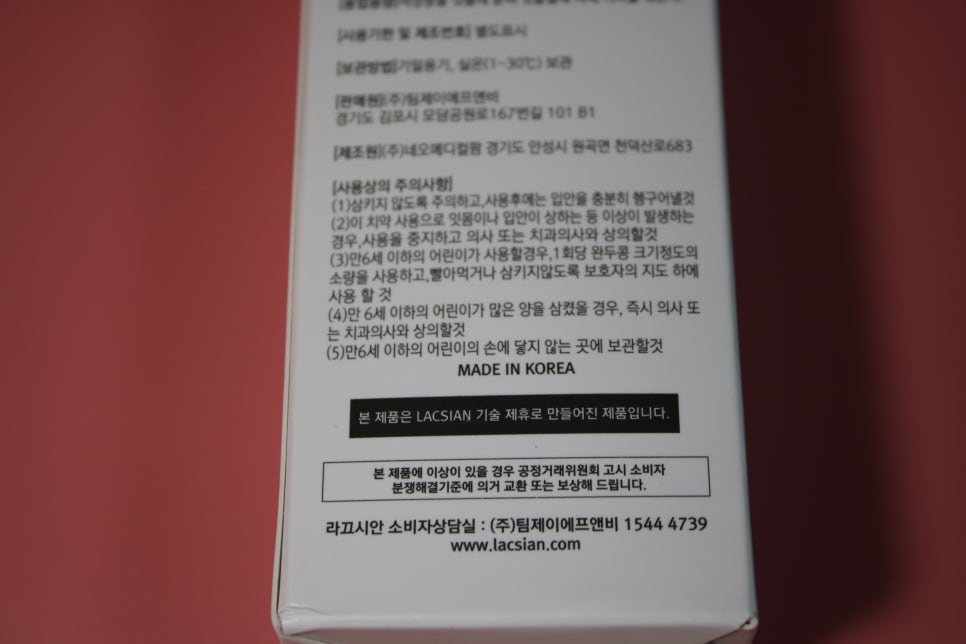 [사용기한 및 제조번호] 별도표시
[보관방법]기밀용기, 실온(1~30℃) 보관
[판매원](주)팀제이에프앤비
경기도 김포시 모담공원로167번길 101 B1
[제조원](주)네오메디컬팜 경기도 안성시 원곡면 천덕산로683
[사용상의 주의사항]
(1)삼키지 않도록 주의하고,사용후에는 입안을 충분히 헹구어낼것
(2)이 치약 사용으로 잇몸이나 입안이 상하는 등 이상이 발생하는
경우,사용을 중지하고 의사 또는 치과의사와 상의할것
(3)만6세 이하의 어린이가 사용할경우,1회당 완두콩 크기정도의
소량을 사용하고,빨아먹거나 삼키지않도록 보호자의 지도 하에
사용 할 것
(4)만 6세 이하의 어린이가 많은 양을 삼켰을 경우, 즉시 의사 또
는 치과의사와 상의할것
(5)만6세 이하의 어린이의 손에 닿지 않는 곳에 보관할것
MADE IN KOREA
본 제품은 LACSIAN 기술 제휴로 만들어진 제품입니다.
본 제품에 이상이 있을 경우 공정거래위원회 고시 소비자
분쟁해결기준에 의거 교환 또는 보상해 드립니다.
라끄시안 소비자상담실 : (주)팀제이에프앤비 1544 4739
www.lacsian.com